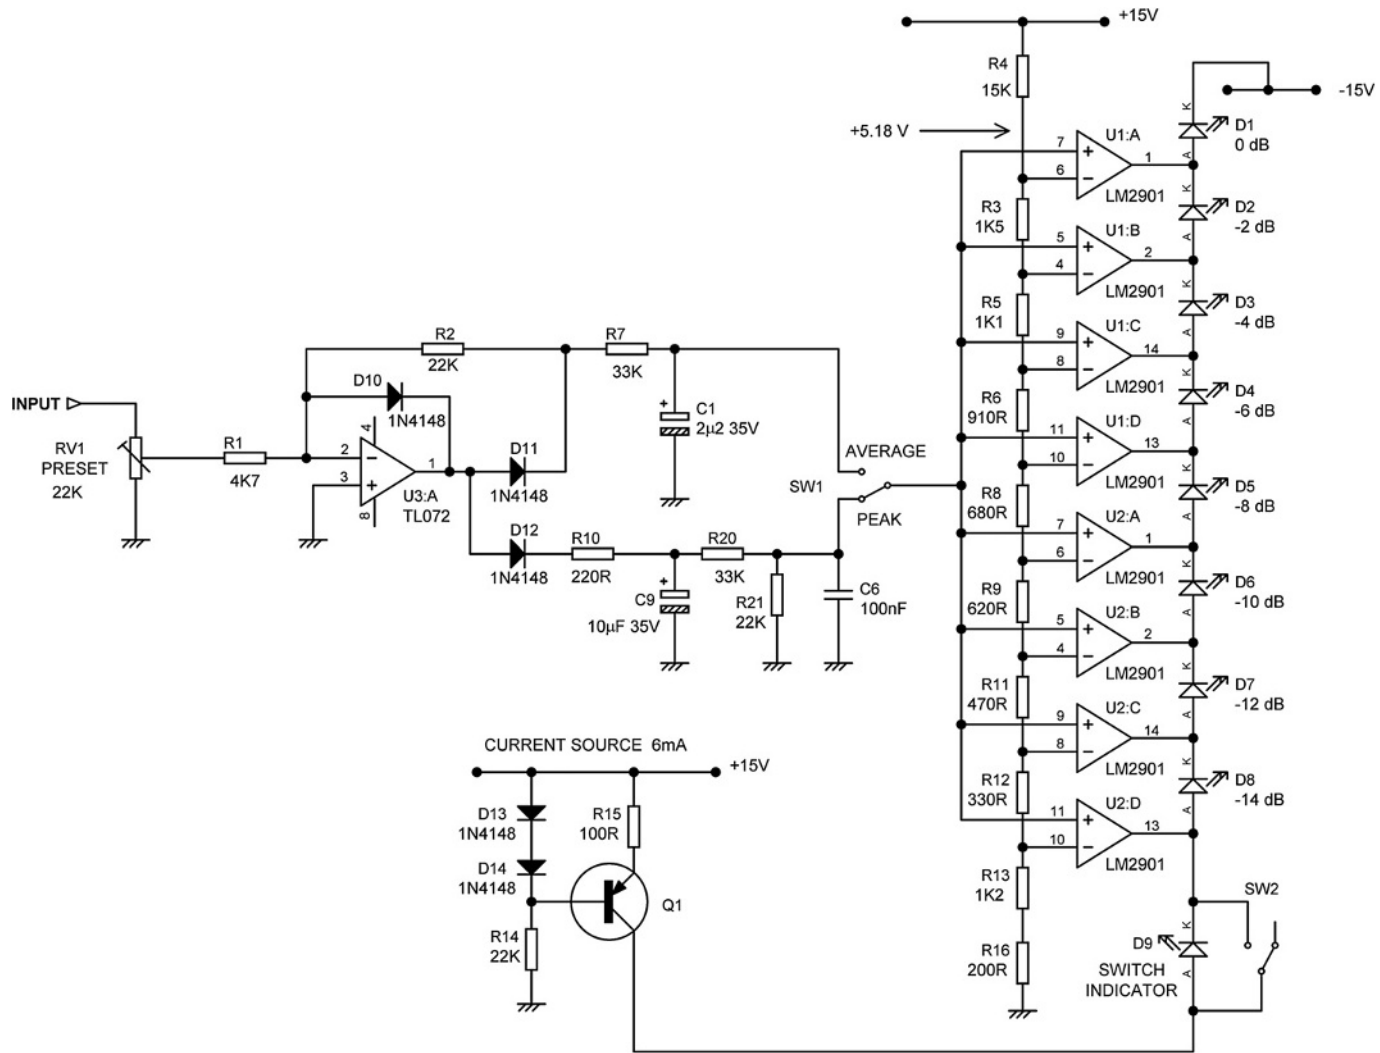 +15V
R4
15K
-15V
+5.18 V
K
D1
0 dB
A
7
+
6
−
U1:A
1
LM2901
R3
1K5
K
D2
-2 dB
A
5
+
4
−
U1:B
2
LM2901
R5
1K1
K
D3
-4 dB
A
9
+
8
−
U1:C
14
LM2901
R6
910R
K
D4
-6 dB
A
11
+
10
−
U1:D
13
LM2901
R8
680R
K
D5
-8 dB
A
7
+
6
−
U2:A
1
LM2901
R9
620R
K
D6
-10 dB
A
5
+
4
−
U2:B
2
LM2901
R11
470R
K
D7
-12 dB
A
9
+
8
−
U2:C
14
LM2901
R12
330R
K
D8
-14 dB
A
11
+
10
−
U2:D
13
LM2901
R13
1K2
R16
200R
SW2
K
D9
A
SWITCH
INDICATOR
R2
22K
R7
33K
D10
1N4148
INPUT
RV1
PRESET
22K
R1
4K7
4
2
−
3
+
1
8
U3:A
TL072
D11
1N4148
+
C1
2µ2 35V
AVERAGE
SW1
PEAK
D12
1N4148
R10
220R
R20
33K
+
C9
10µF 35V
R21
22K
C6
100nF
CURRENT SOURCE 6mA
+15V
D13
1N4148
R15
100R
D14
1N4148
Q1
R14
22K